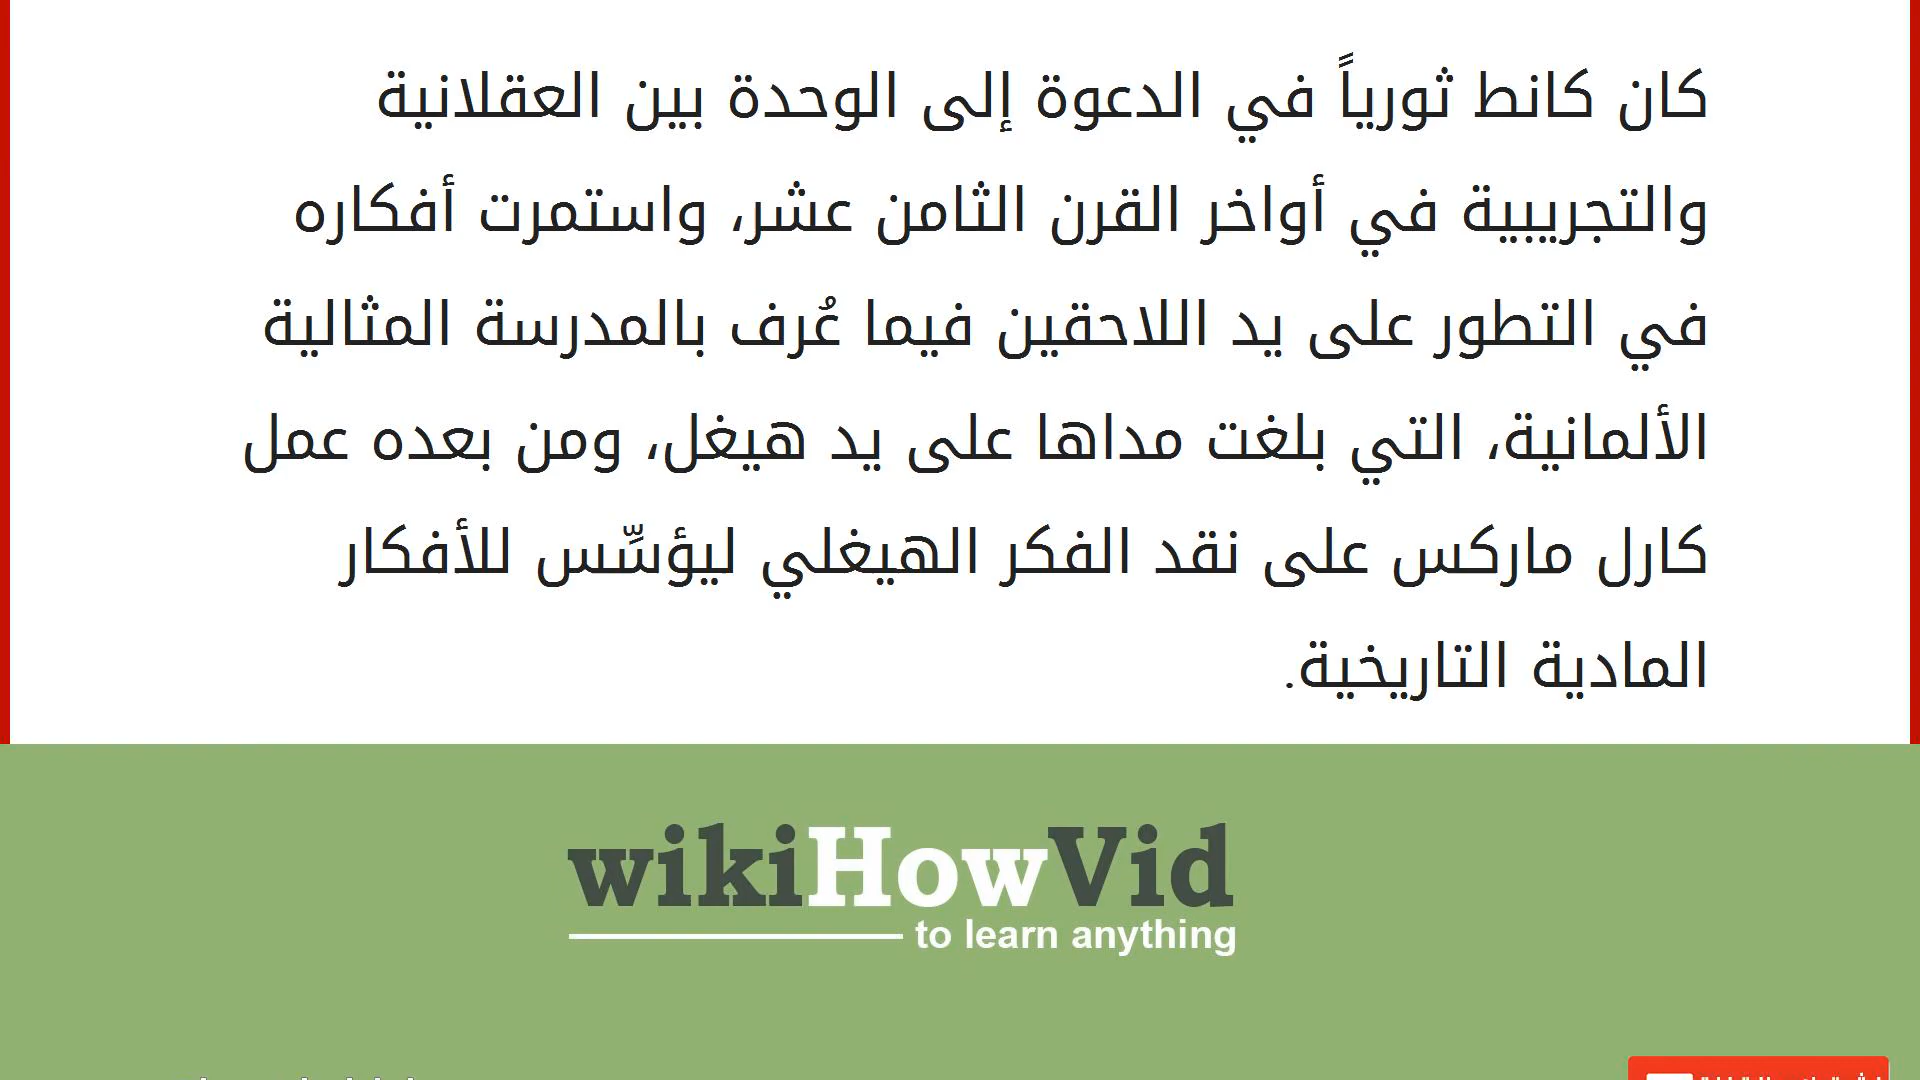 كان كانط ثورياً في الدعوة إلى الوحدة بين العقلانية
والتجريبية في أواخر القرن الثامن عشر، واستمرت أفكاره
في التطور على يد اللاحقين فيما عُرف بالمدرسة المثالية
الألمانية، التي بلغت مداها على يد هيغل، ومن بعده عمل
كارل ماركس على نقد الفكر الهيغلي ليؤسِّس للأفكار
المادية التاريخية.
wikiHowVid
to learn anything